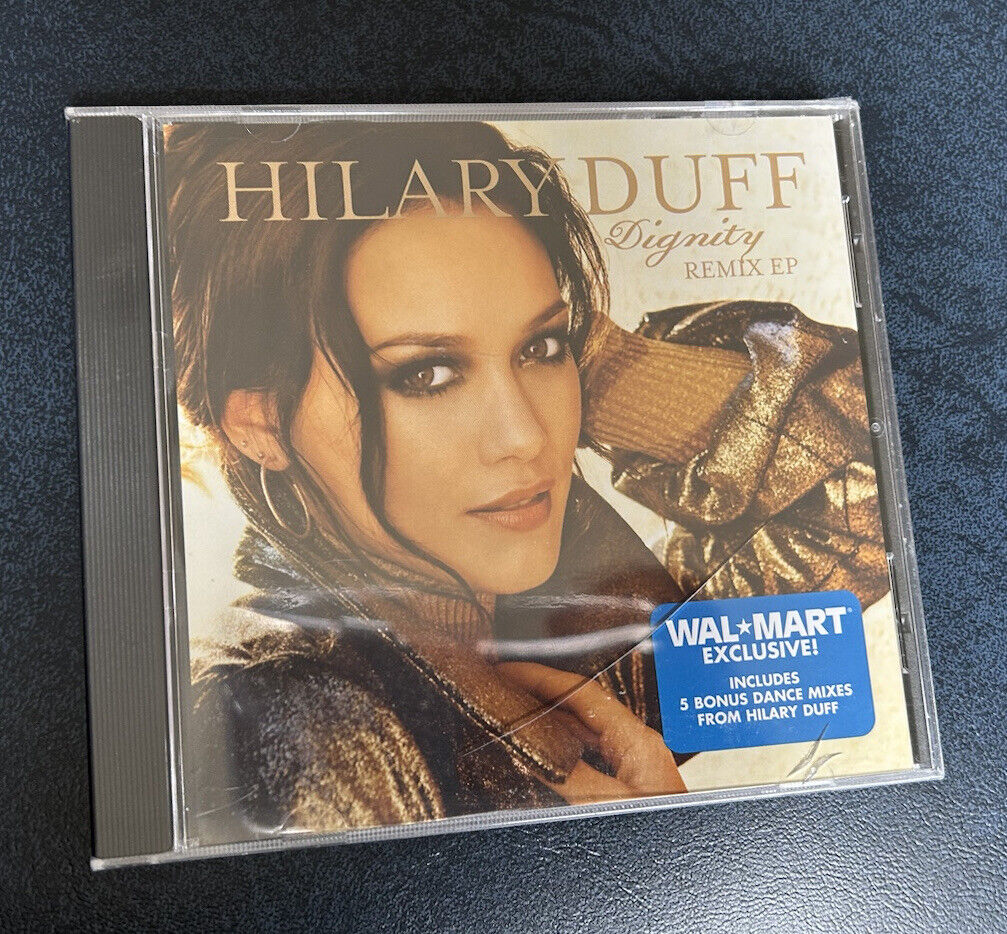 HILARY DUFF
Dignity
REMIX EP
WAL★MART®
EXCLUSIVE!
INCLUDES
5 BONUS DANCE MIXES
FROM HILARY DUFF